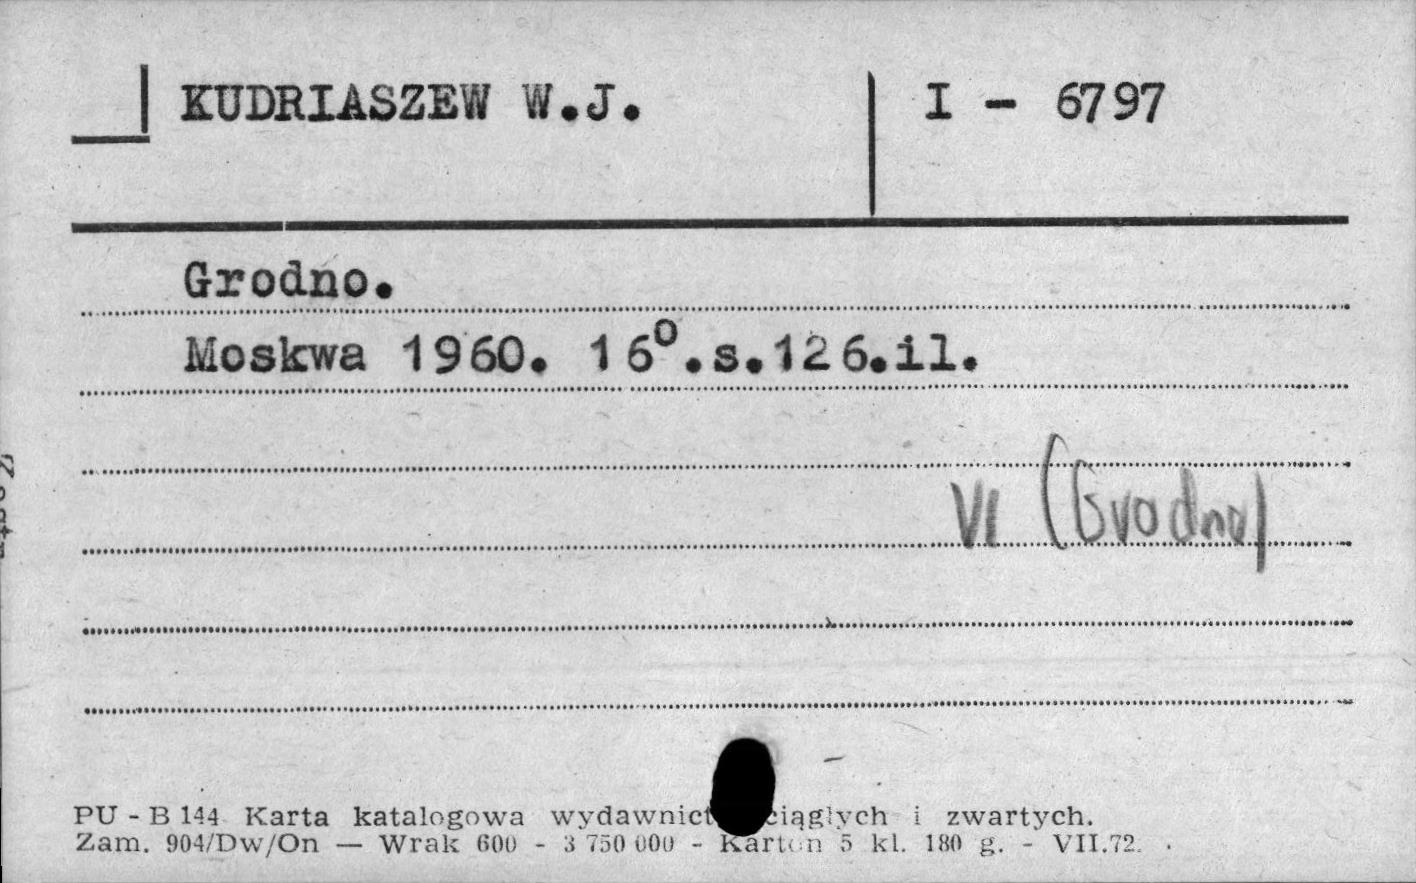 KUDRIASZEW W.J. I - 6797
Grodno.
Moskwa 1960. 16⁰.s.126.il.
VI (Grodno)
PU - B 144 Karta katalogowa wydawnict ciągłych i zwartych.
Zam. 904/Dw/On — Wrak 600 - 3 750 000 - Karton 5 kl. 180 g. - VII.72.